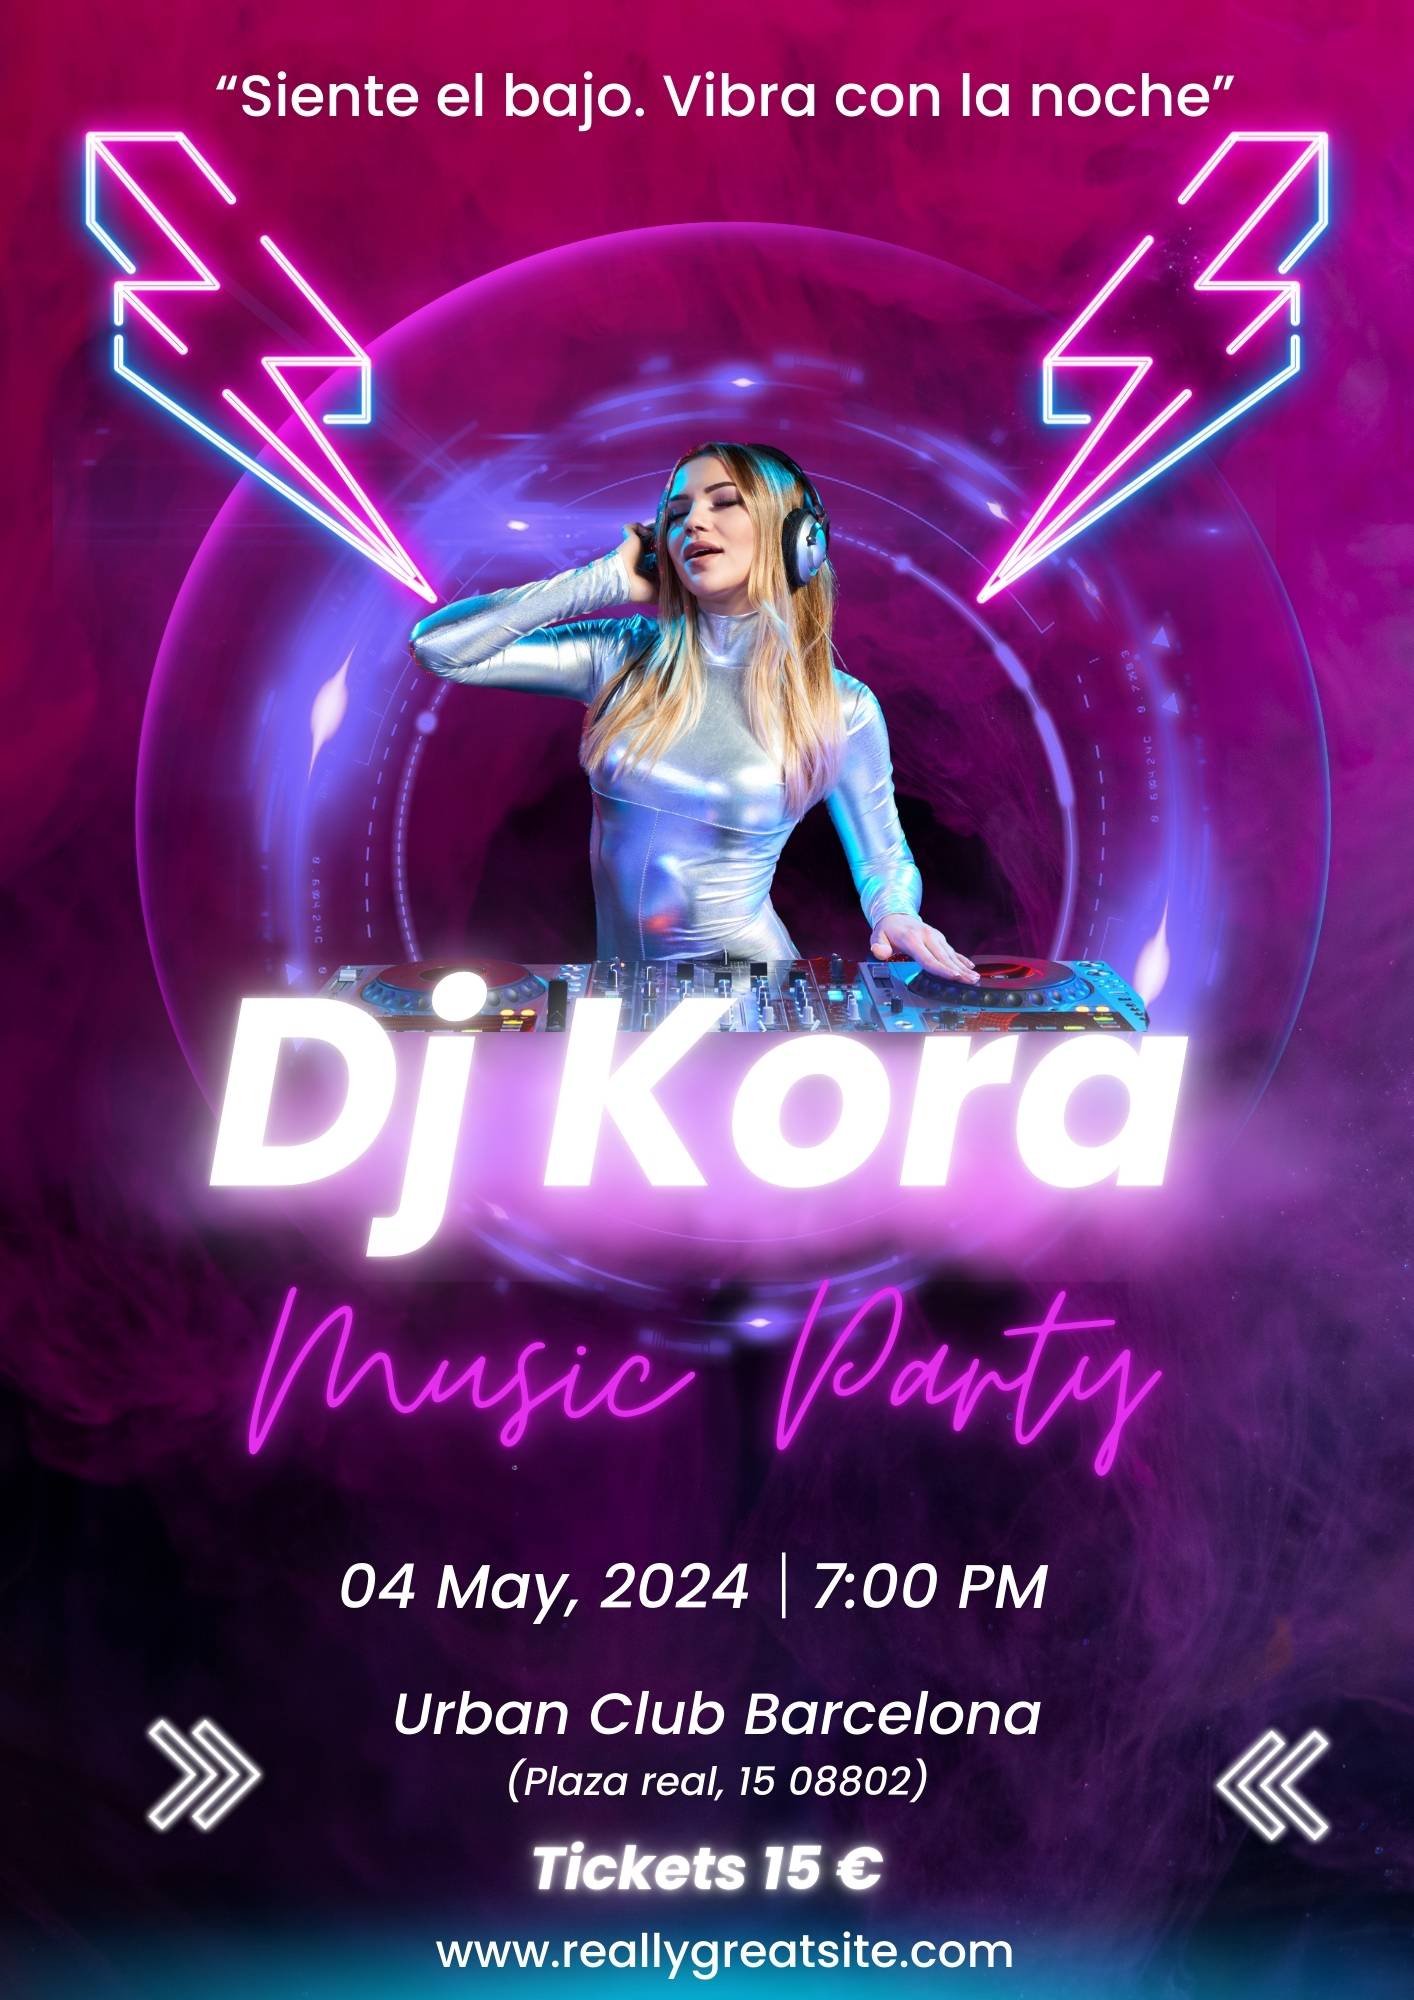 “Siente el bajo. Vibra con la noche”
Dj Kora
Music Party
04 May, 2024 | 7:00 PM
Urban Club Barcelona
(Plaza real, 15 08802)
Tickets 15 €
www.reallygreatsite.com